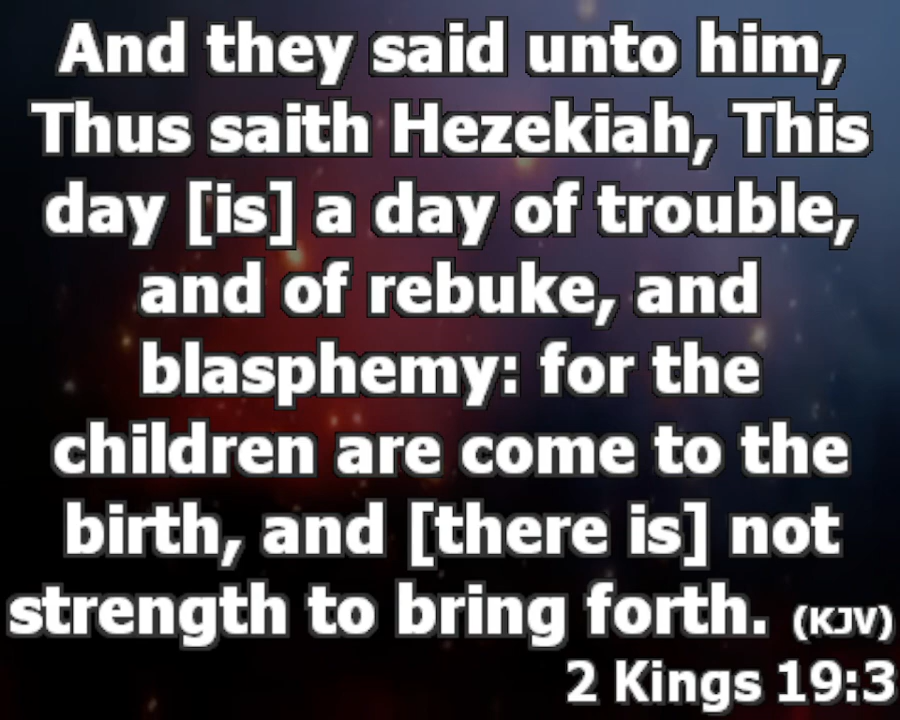 And they said unto him,
Thus saith Hezekiah, This
day [is] a day of trouble,
and of rebuke, and
blasphemy: for the
children are come to the
birth, and [there is] not
strength to bring forth. (KJV)
2 Kings 19:3